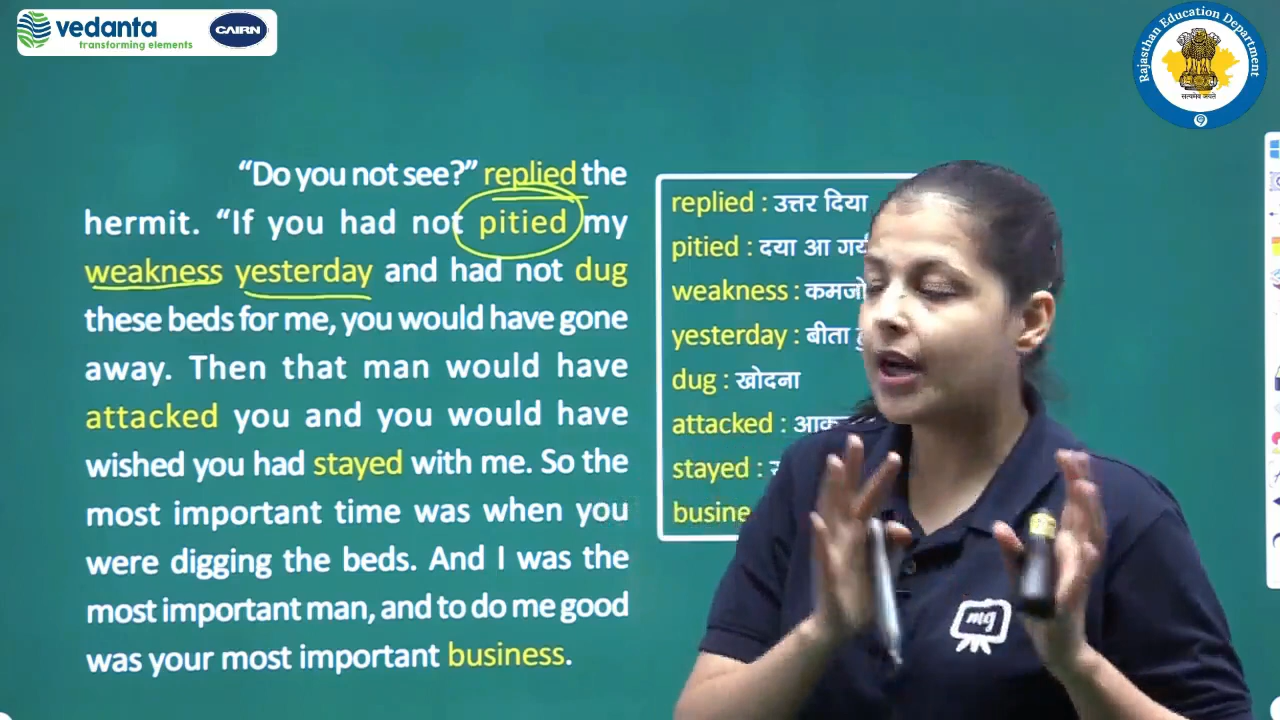 vedanta
transforming elements
CAIRN
Rajasthan Education Department
सत्यमेव जयते
“Do you not see?” replied the
hermit. “If you had not pitied my
weakness yesterday and had not dug
these beds for me, you would have gone
away. Then that man would have
attacked you and you would have
wished you had stayed with me. So the
most important time was when you
were digging the beds. And I was the
most important man, and to do me good
was your most important business.
replied : उत्तर दिया
pitied : दया आ
weakness :
yesterday : बीता
dug : खोदना
attacked :
stayed :
mg